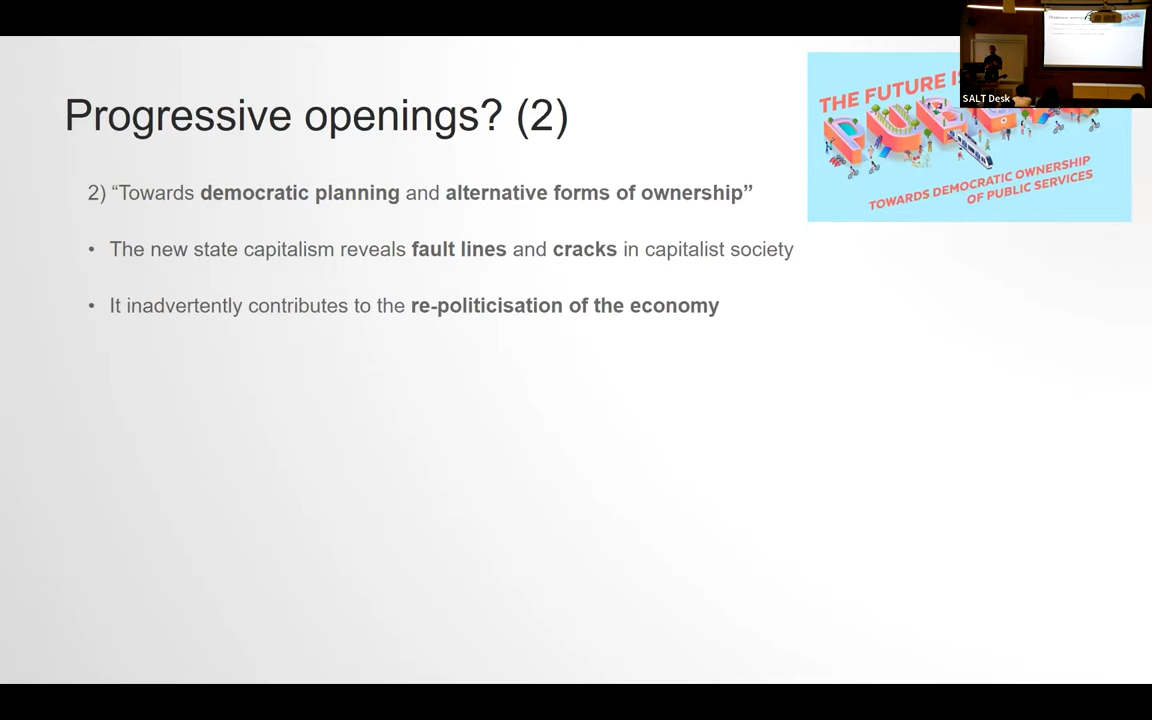 Progressive openings? (2)
2) “Towards democratic planning and alternative forms of ownership”
• The new state capitalism reveals fault lines and cracks in capitalist society
• It inadvertently contributes to the re-politicisation of the economy
THE FUTURE IS
TOWARDS DEMOCRATIC OWNERSHIP
OF PUBLIC SERVICES
SALT Desk